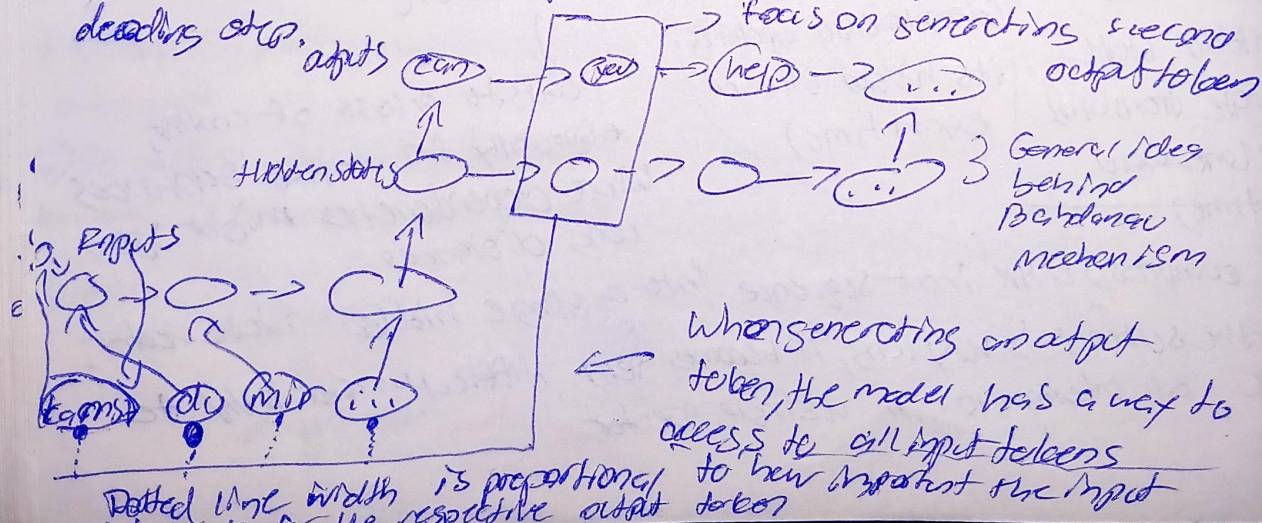 decoding step.
focus on generating second
output token
outputs can you help ...
Hidden states ...
General idea
behind
Bahdanau
mechanism
Inputs
When generating an output
token, the model has a way to
access to all input tokens
du mir ...
Dotted line width is proportional to how important the input
the respective output token